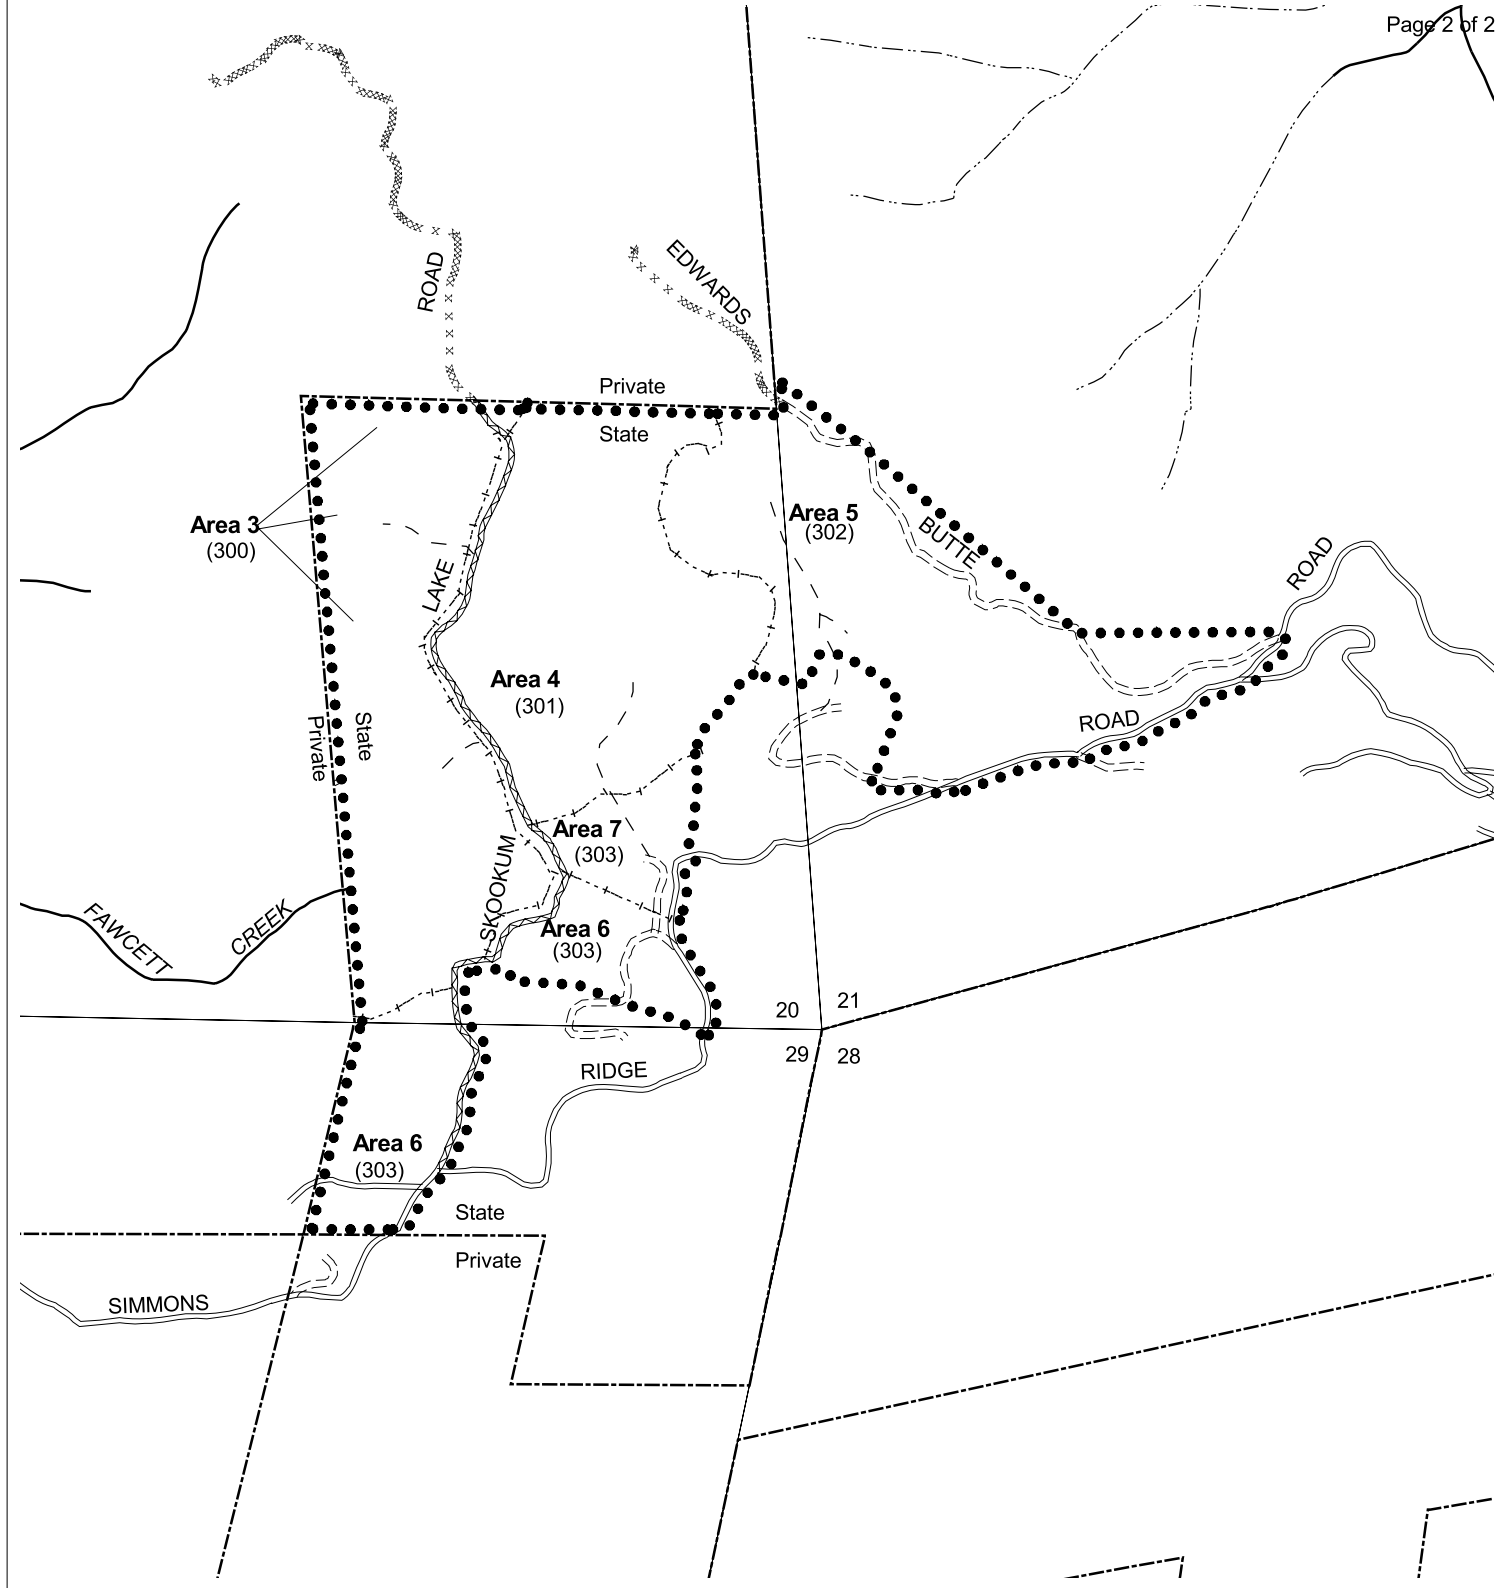 Page 2 of 2
ROAD
EDWARDS
Private
State
Area 3
(300)
Area 5
(302)
BUTTE
ROAD
LAKE
Area 4
(301)
State
Private
ROAD
Area 7
(303)
SKOOKUM
FAWCETT
CREEK
Area 6
(303)
20
21
29
28
RIDGE
Area 6
(303)
State
Private
SIMMONS